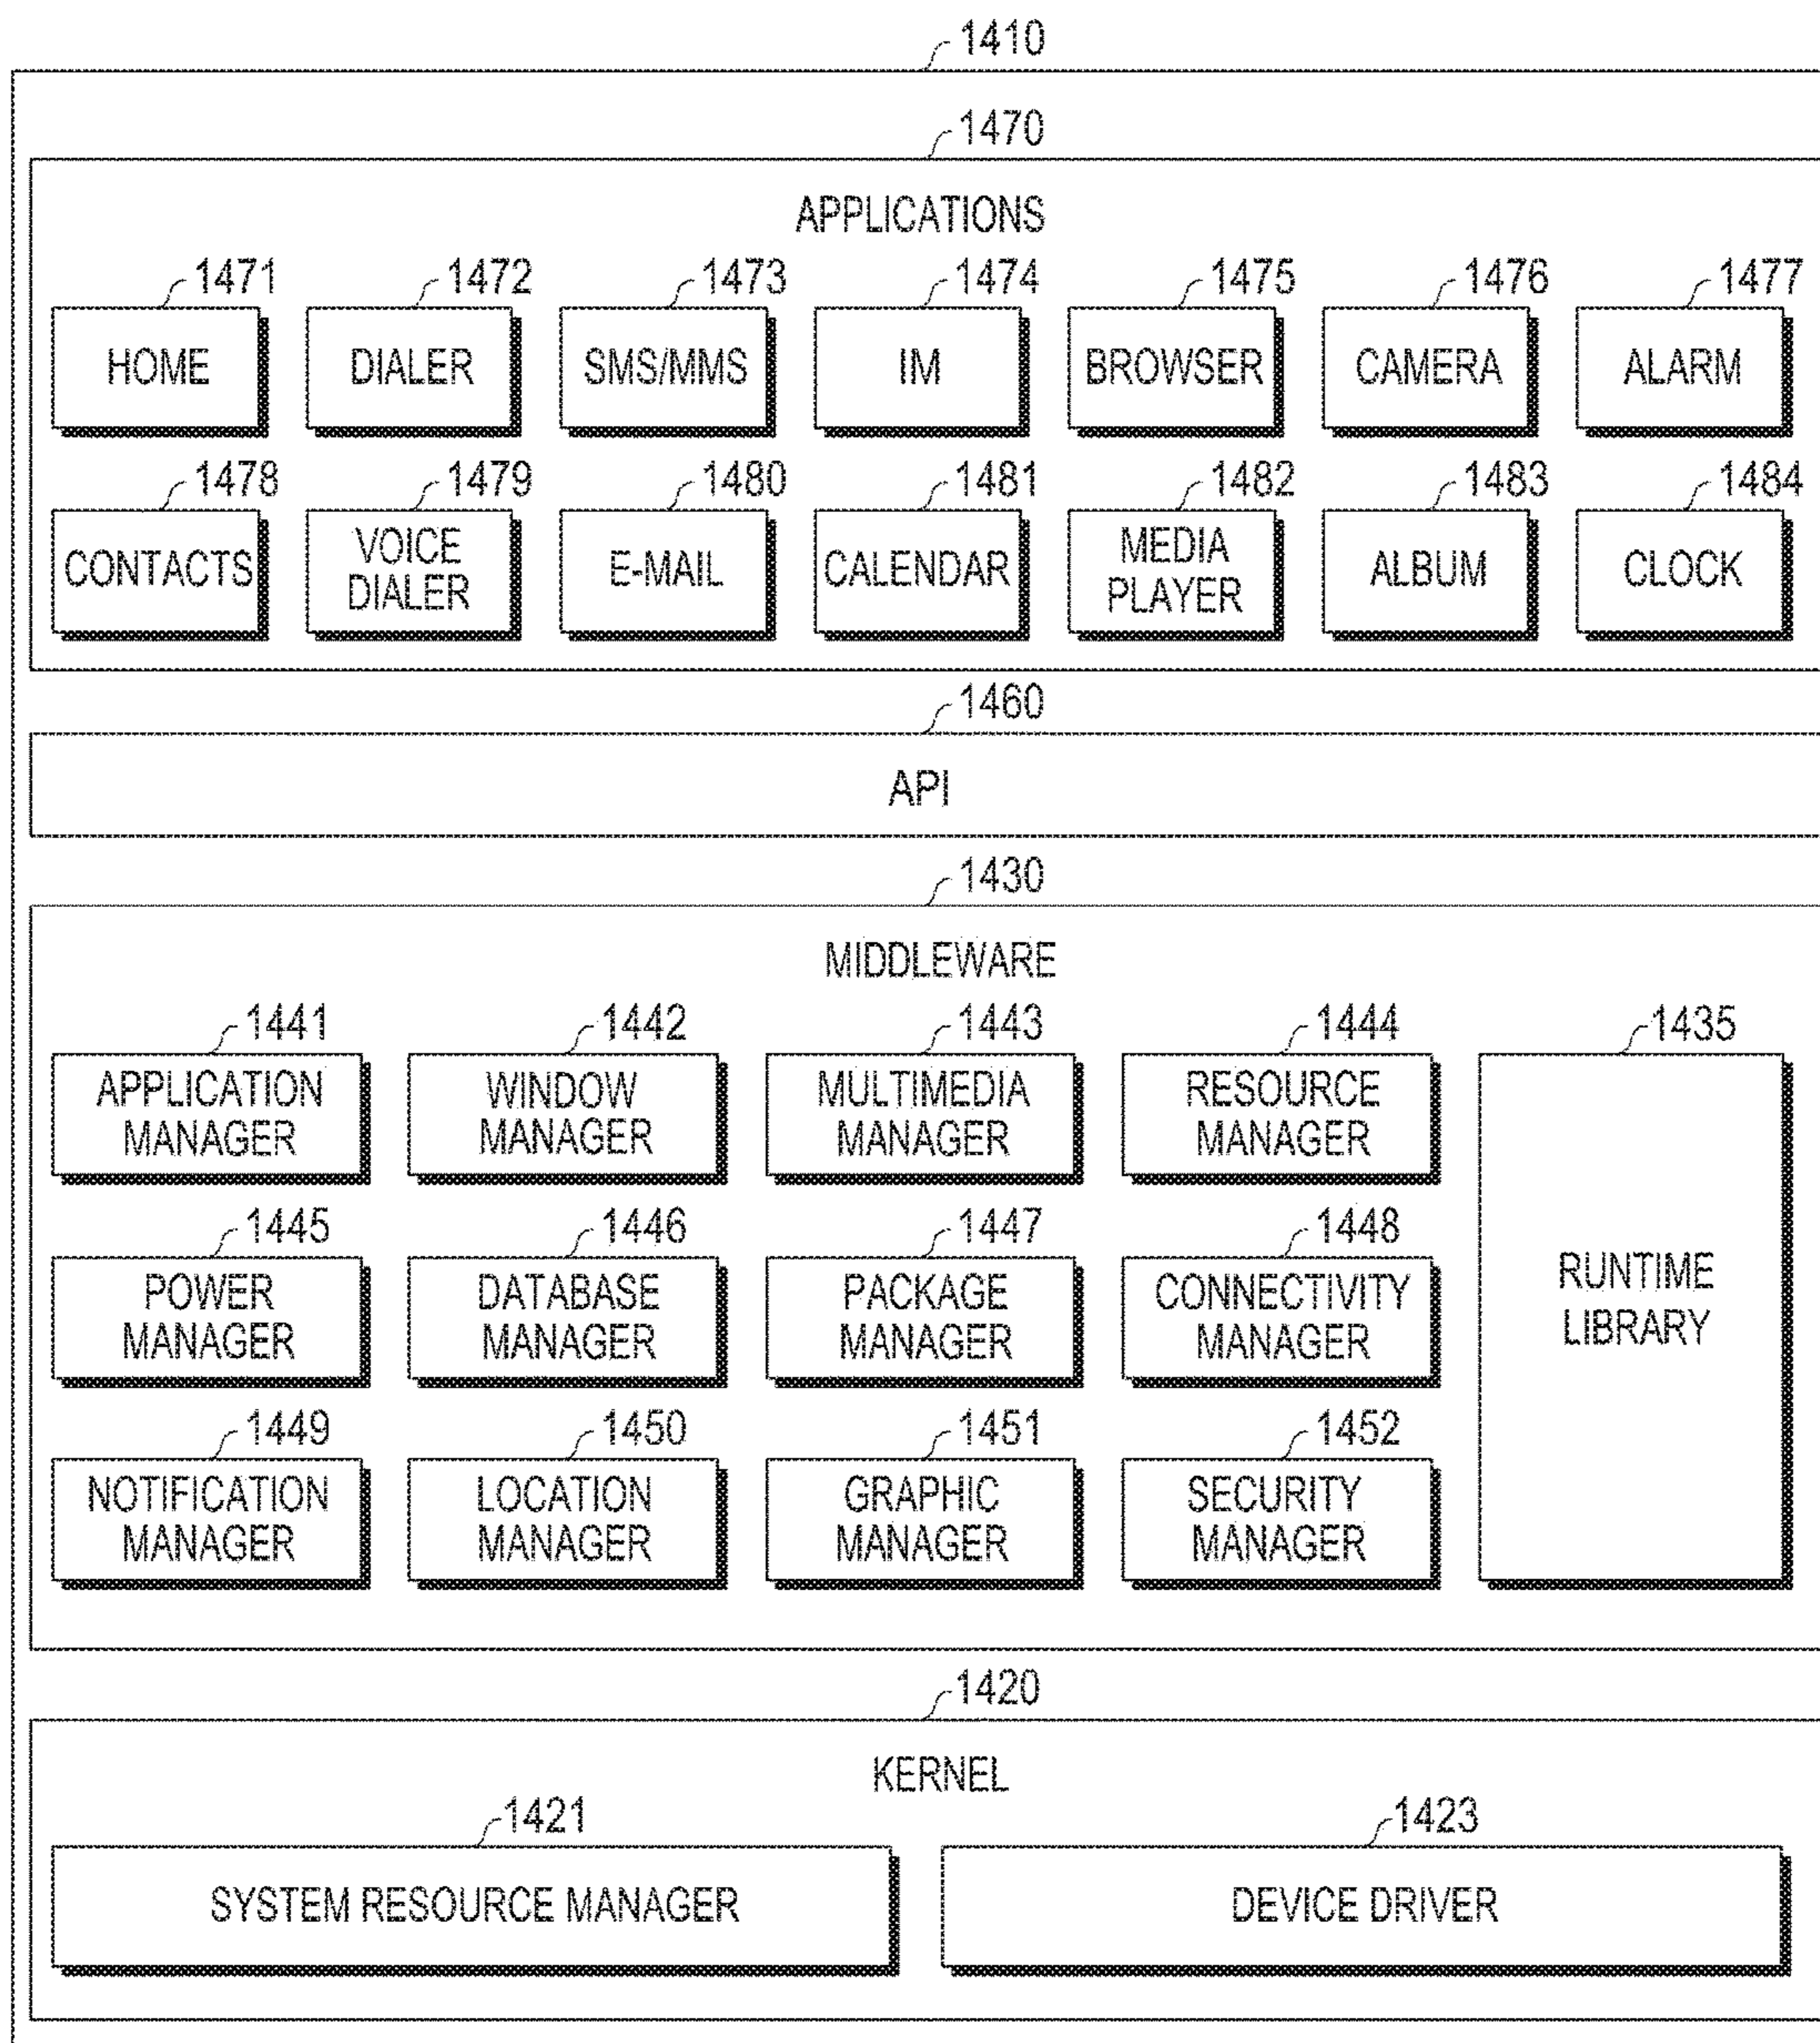 1410
1470
APPLICATIONS
1471 1472 1473 1474 1475 1476 1477
HOME DIALER SMS/MMS IM BROWSER CAMERA ALARM
1478 1479 1480 1481 1482 1483 1484
CONTACTS VOICE DIALER E-MAIL CALENDAR MEDIA PLAYER ALBUM CLOCK
1460
API
1430
MIDDLEWARE
1441 1442 1443 1444 1435
APPLICATION MANAGER WINDOW MANAGER MULTIMEDIA MANAGER RESOURCE MANAGER
1445 1446 1447 1448
POWER MANAGER DATABASE MANAGER PACKAGE MANAGER CONNECTIVITY MANAGER RUNTIME LIBRARY
1449 1450 1451 1452
NOTIFICATION MANAGER LOCATION MANAGER GRAPHIC MANAGER SECURITY MANAGER
1420
KERNEL
1421 1423
SYSTEM RESOURCE MANAGER DEVICE DRIVER